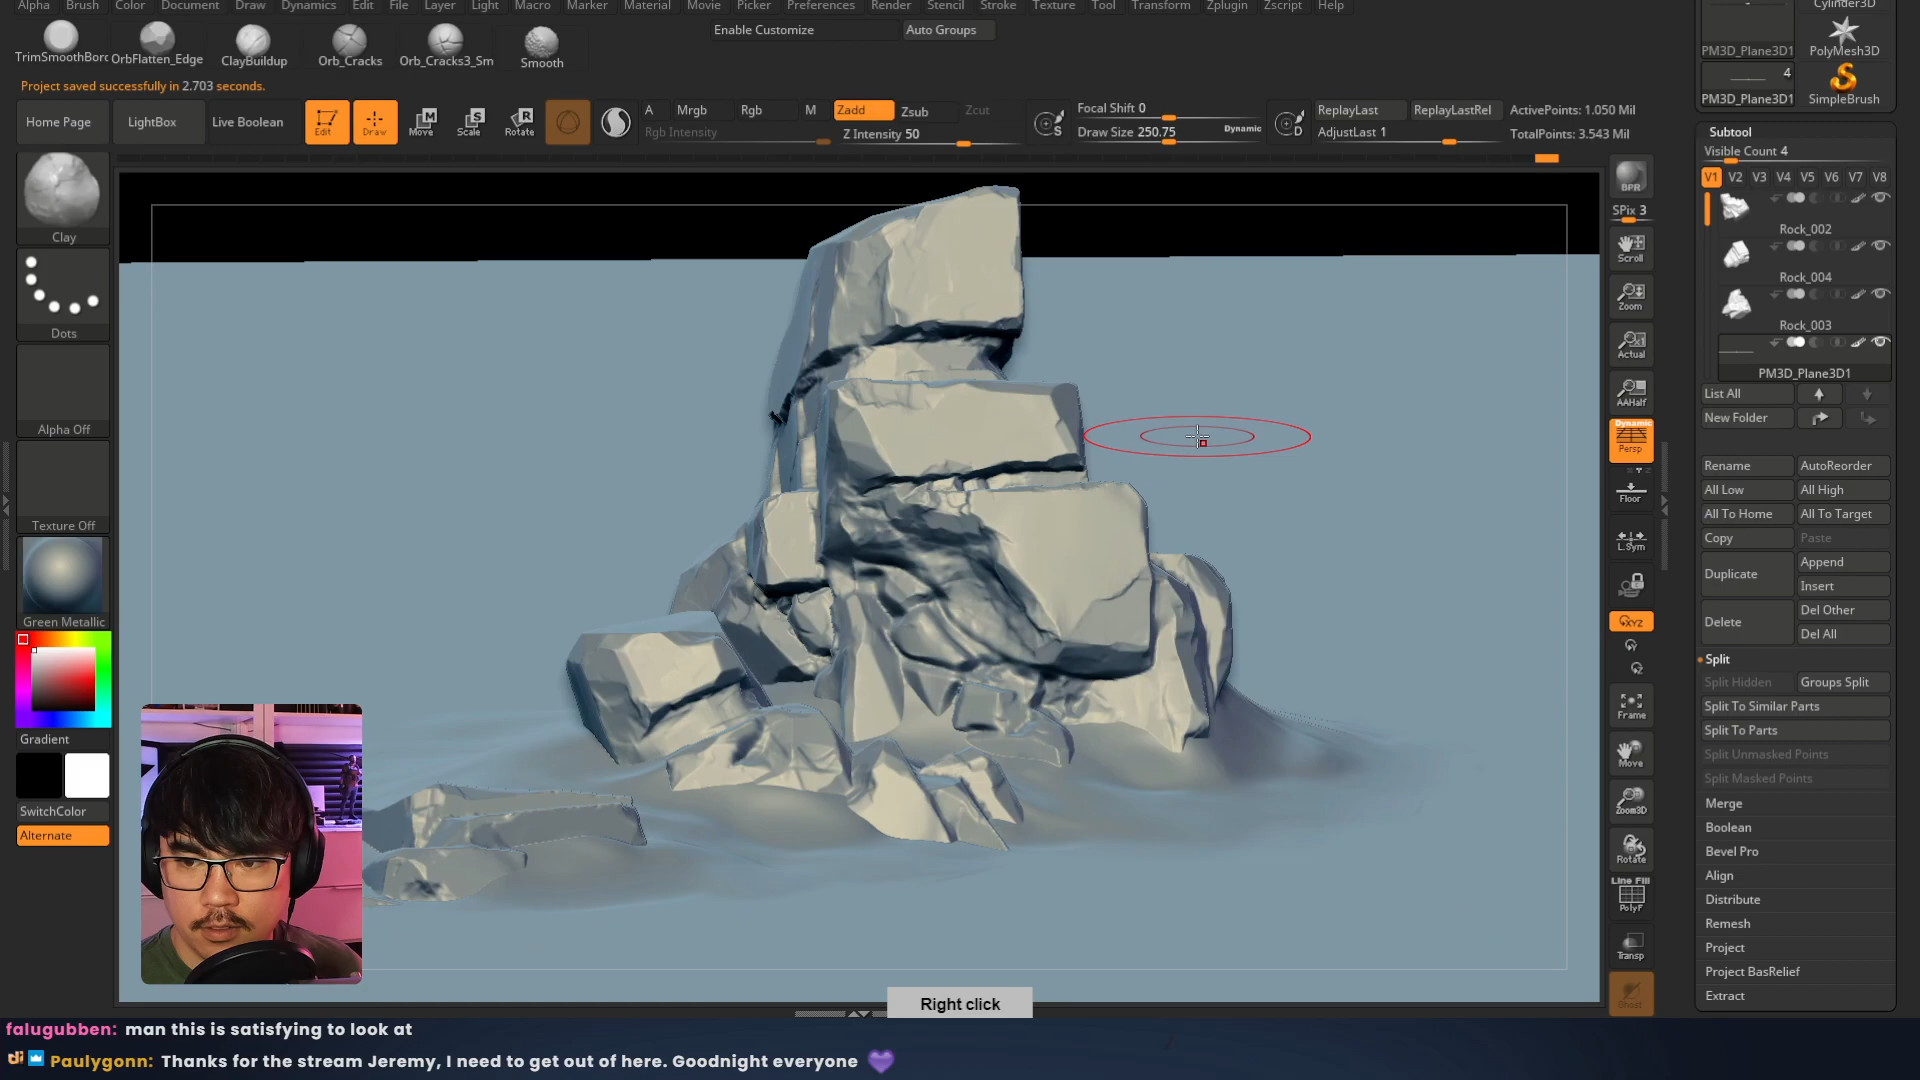 Alpha Brush Color Document Draw Dynamics Edit File Layer Light Macro Marker Material Movie Picker Preferences Render Stencil Stroke Texture Tool Transform Zplugin Zscript Help
Cylinder3D
Enable Customize Auto Groups
TrimSmoothBord OrbFlatten_Edge ClayBuildup Orb_Cracks Orb_Cracks3_Sm Smooth
PM3D_Plane3D1 PolyMesh3D
4
PM3D_Plane3D1 SimpleBrush
Project saved successfully in 2.703 seconds.
Home Page LightBox Live Boolean Edit Draw Move Scale Rotate
A Mrgb Rgb M Zadd Zsub Zcut
Rgb Intensity Z Intensity 50
Focal Shift 0
Draw Size 250.75 Dynamic
S D
ReplayLast ReplayLastRel ActivePoints: 1.050 Mil
AdjustLast 1 TotalPoints: 3.543 Mil
Clay
Dots
Alpha Off
Texture Off
Green Metallic
Gradient
SwitchColor
Alternate
BPR
SPix 3
Scroll
Zoom
Actual
AAHalf
Dynamic
Persp
Floor
L.Sym
XYZ
Frame
Move
Zoom3D
Rotate
Line Fill
PolyF
Transp
Ghost
Subtool
Visible Count 4
V1 V2 V3 V4 V5 V6 V7 V8
Rock_002
Rock_004
Rock_003
PM3D_Plane3D1
List All
New Folder
Rename AutoReorder
All Low All High
All To Home All To Target
Copy Paste
Duplicate Append
Insert
Delete Del Other
Del All
Split
Split Hidden Groups Split
Split To Similar Parts
Split To Parts
Split Unmasked Points
Split Masked Points
Merge
Boolean
Bevel Pro
Align
Distribute
Remesh
Project
Project BasRelief
Extract
Right click
falugubben: man this is satisfying to look at
Paulygonn: Thanks for the stream Jeremy, I need to get out of here. Goodnight everyone